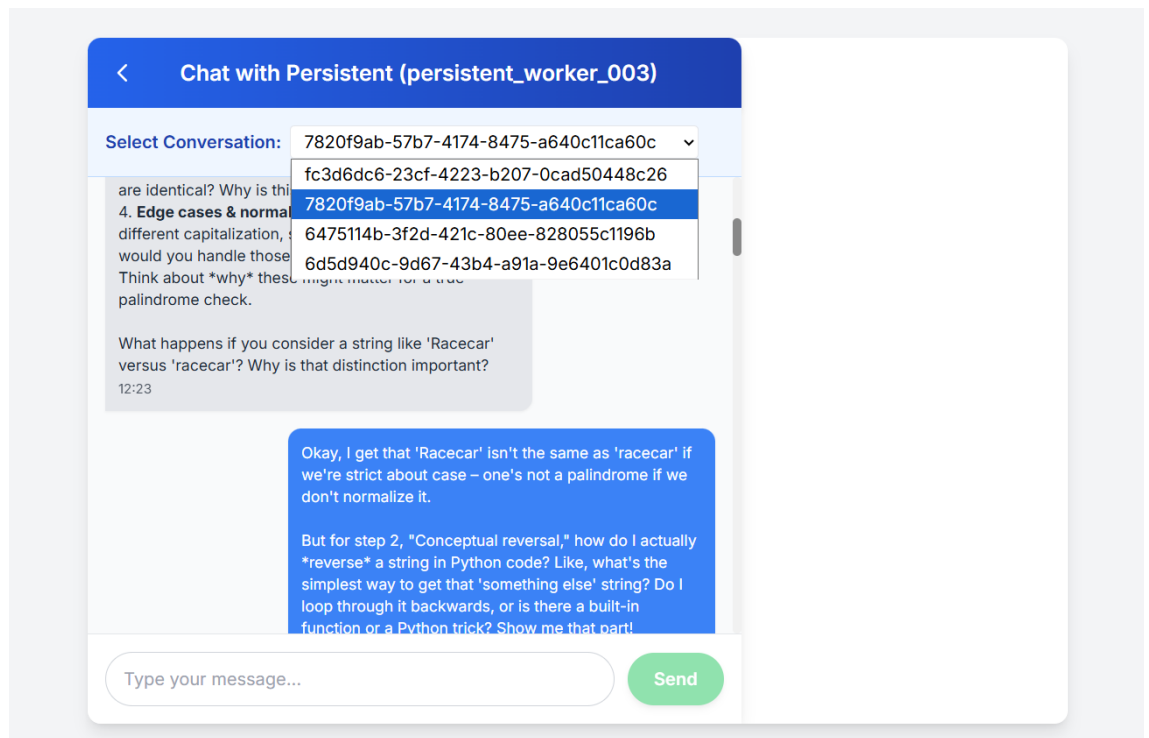 Chat with Persistent (persistent_worker_003)
Select Conversation: 7820f9ab-57b7-4174-8475-a640c11ca60c
fc3d6dc6-23cf-4223-b207-0cad50448c26
7820f9ab-57b7-4174-8475-a640c11ca60c
6475114b-3f2d-421c-80ee-828055c1196b
6d5d940c-9d67-43b4-a91a-9e6401c0d83a
are identical? Why is thi
4. Edge cases & normal
different capitalization,
would you handle those
Think about *why* these might matter for a true
palindrome check.
What happens if you consider a string like 'Racecar'
versus 'racecar'? Why is that distinction important?
12:23
Okay, I get that 'Racecar' isn't the same as 'racecar' if
we're strict about case – one's not a palindrome if we
don't normalize it.
But for step 2, "Conceptual reversal," how do I actually
*reverse* a string in Python code? Like, what's the
simplest way to get that 'something else' string? Do I
loop through it backwards, or is there a built-in
function or a Python trick? Show me that part!
Type your message...
Send